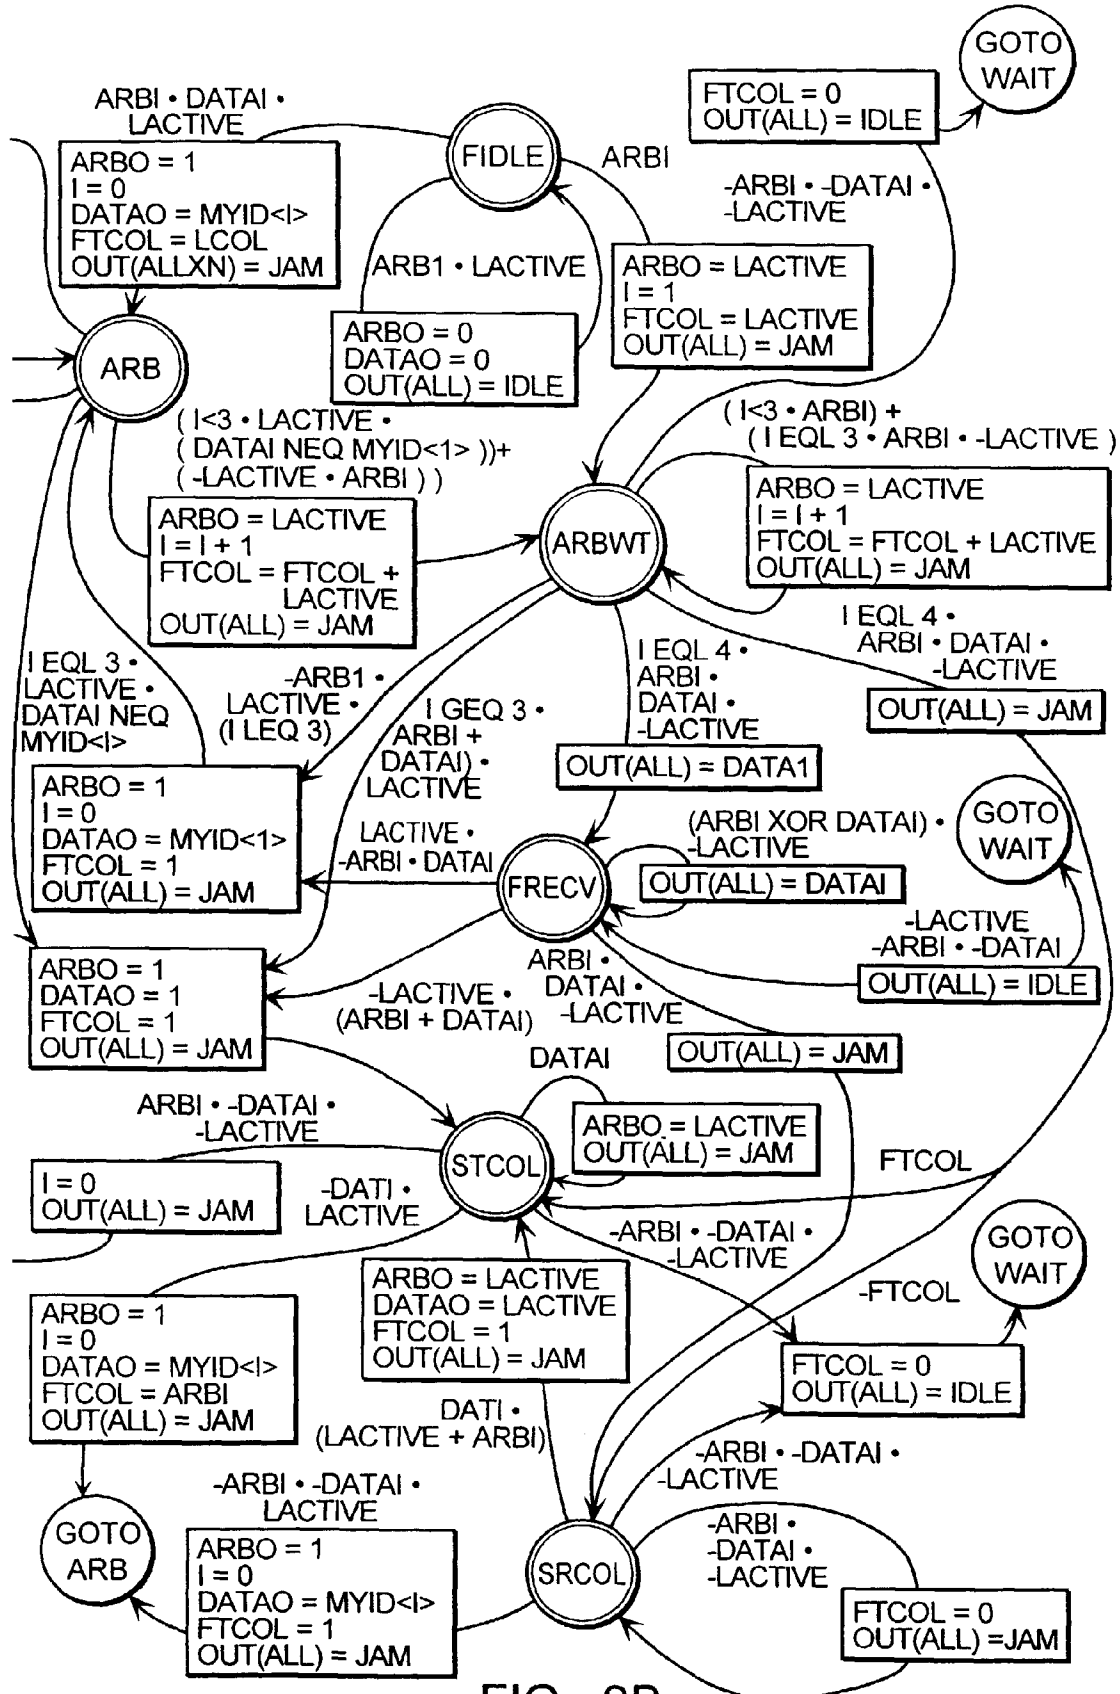 GOTO
WAIT
FTCOL = 0
OUT(ALL) = IDLE
ARBI • DATAI •
LACTIVE
FIDLE
ARBI
-ARBI • -DATAI •
-LACTIVE
ARBO = 1
I = 0
DATAO = MYID<I>
FTCOL = LCOL
OUT(ALLXN) = JAM
ARB1 • LACTIVE
ARBO = LACTIVE
I = 1
FTCOL = LACTIVE
OUT(ALL) = JAM
ARBO = 0
DATAO = 0
OUT(ALL) = IDLE
ARB
( I<3 • LACTIVE •
( DATAI NEQ MYID<1> ))+
( -LACTIVE • ARBI ) )
( I<3 • ARBI) +
( I EQL 3 • ARBI • -LACTIVE )
ARBO = LACTIVE
I = I + 1
FTCOL = FTCOL +
LACTIVE
OUT(ALL) = JAM
ARBWT
ARBO = LACTIVE
I = I + 1
FTCOL = FTCOL + LACTIVE
OUT(ALL) = JAM
I EQL 3 •
LACTIVE •
DATAI NEQ
MYID<I>
-ARB1 •
LACTIVE •
(I LEQ 3)
I GEQ 3 •
ARBI +
DATAI) •
LACTIVE
I EQL 4 •
ARBI •
DATAI •
-LACTIVE
I EQL 4 •
ARBI • DATAI •
-LACTIVE
OUT(ALL) = JAM
OUT(ALL) = DATA1
ARBO = 1
I = 0
DATAO = MYID<1>
FTCOL = 1
OUT(ALL) = JAM
LACTIVE •
-ARBI • DATAI
FRECV
(ARBI XOR DATAI) •
-LACTIVE
OUT(ALL) = DATAI
GOTO
WAIT
-LACTIVE
-ARBI • -DATAI
OUT(ALL) = IDLE
ARBO = 1
DATAO = 1
FTCOL = 1
OUT(ALL) = JAM
-LACTIVE •
(ARBI + DATAI)
ARBI •
DATAI •
-LACTIVE
OUT(ALL) = JAM
DATAI
ARBO = LACTIVE
OUT(ALL) = JAM
ARBI • -DATAI •
-LACTIVE
STCOL
I = 0
OUT(ALL) = JAM
-DATI •
LACTIVE
FTCOL
-ARBI • -DATAI •
-LACTIVE
GOTO
WAIT
ARBO = LACTIVE
DATAO = LACTIVE
FTCOL = 1
OUT(ALL) = JAM
-FTCOL
ARBO = 1
I = 0
DATAO = MYID<I>
FTCOL = ARBI
OUT(ALL) = JAM
FTCOL = 0
OUT(ALL) = IDLE
DATI •
(LACTIVE + ARBI)
-ARBI • -DATAI •
-LACTIVE
GOTO
ARB
-ARBI • -DATAI •
LACTIVE
ARBO = 1
I = 0
DATAO = MYID<I>
FTCOL = 1
OUT(ALL) = JAM
SRCOL
-ARBI •
-DATAI •
-LACTIVE
FTCOL = 0
OUT(ALL) =JAM